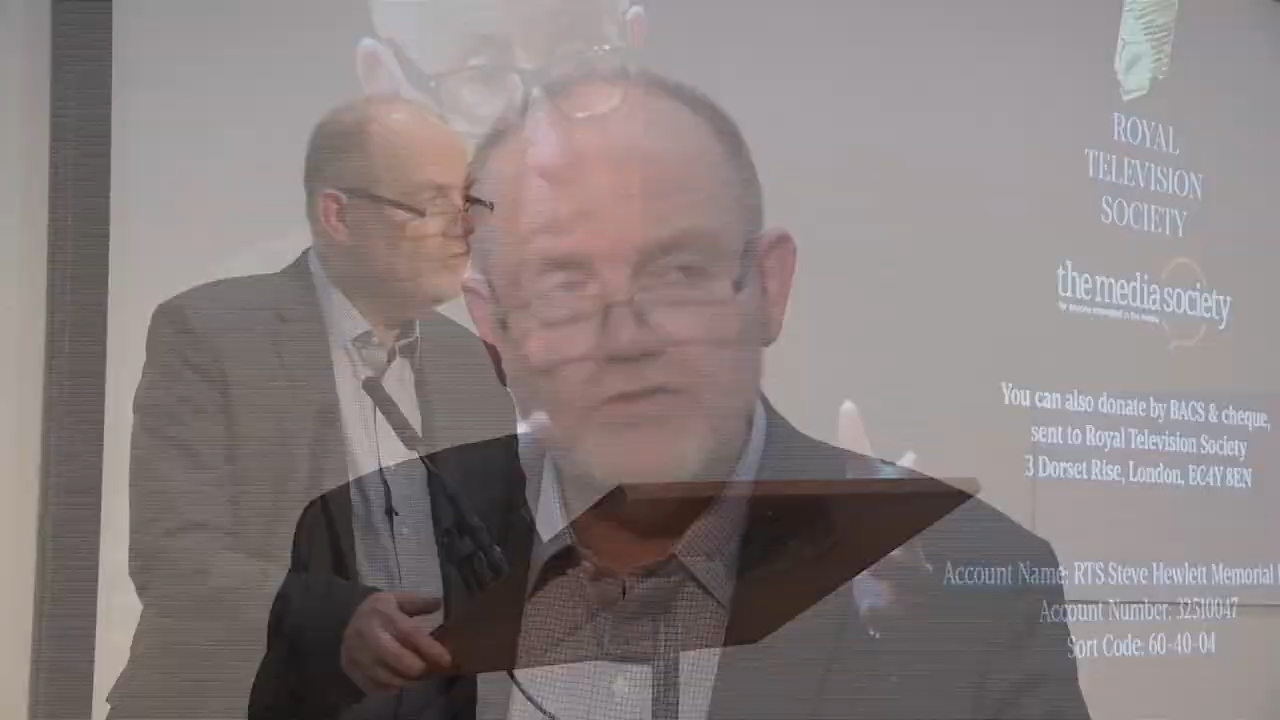 ROYAL
TELEVISION
SOCIETY
the media society
You can also donate by BACS & cheque,
sent to Royal Television Society
3 Dorset Rise, London, EC4Y 8EN
Account Name: RTS Steve Hewlett Memorial
Account Number: 32510047
Sort Code: 60-40-04